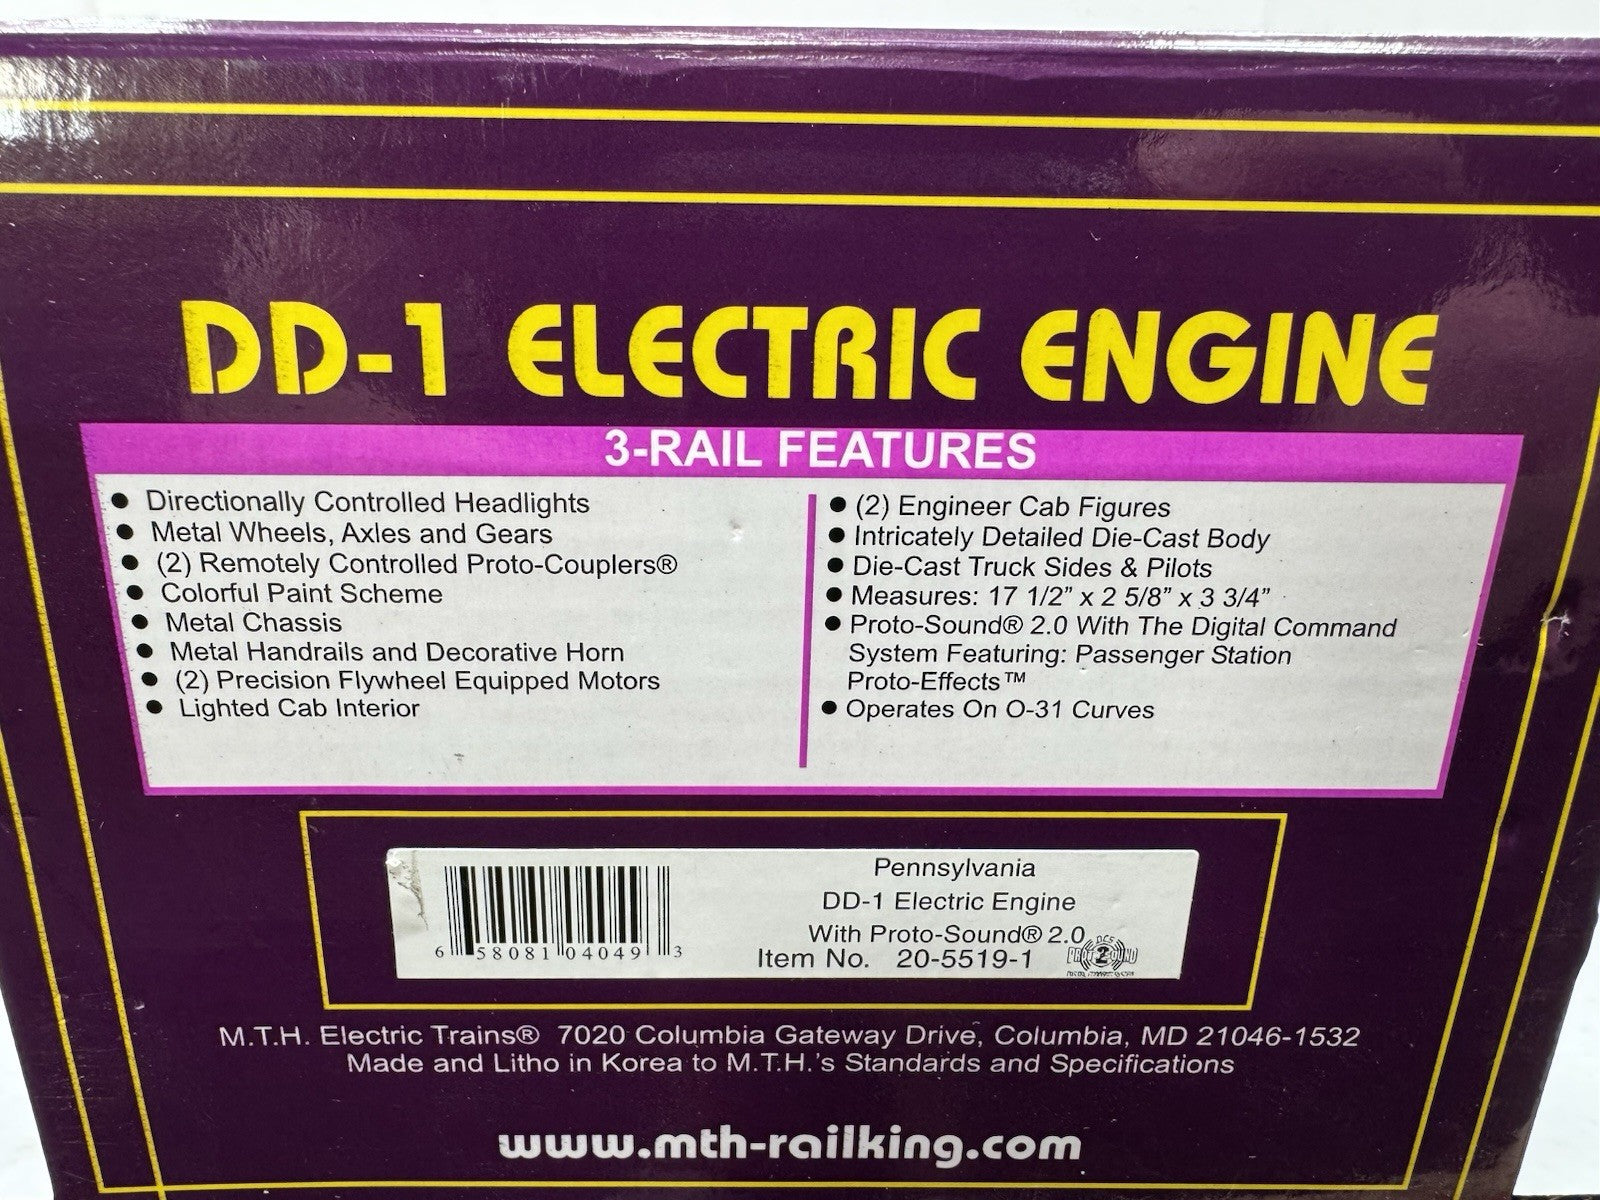 DD-1 ELECTRIC ENGINE
3-RAIL FEATURES
● Directionally Controlled Headlights
● Metal Wheels, Axles and Gears
● (2) Remotely Controlled Proto-Couplers®
● Colorful Paint Scheme
● Metal Chassis
● Metal Handrails and Decorative Horn
● (2) Precision Flywheel Equipped Motors
● Lighted Cab Interior
● (2) Engineer Cab Figures
● Intricately Detailed Die-Cast Body
● Die-Cast Truck Sides & Pilots
● Measures: 17 1/2” x 2 5/8” x 3 3/4”
● Proto-Sound® 2.0 With The Digital Command
System Featuring: Passenger Station
Proto-Effects™
● Operates On O-31 Curves
6 58081 04049 3
Pennsylvania
DD-1 Electric Engine
With Proto-Sound® 2.0
Item No. 20-5519-1
DCS
PROTO 2 SOUND
M.T.H. Electric Trains® 7020 Columbia Gateway Drive, Columbia, MD 21046-1532
Made and Litho in Korea to M.T.H.'s Standards and Specifications
www.mth-railking.com